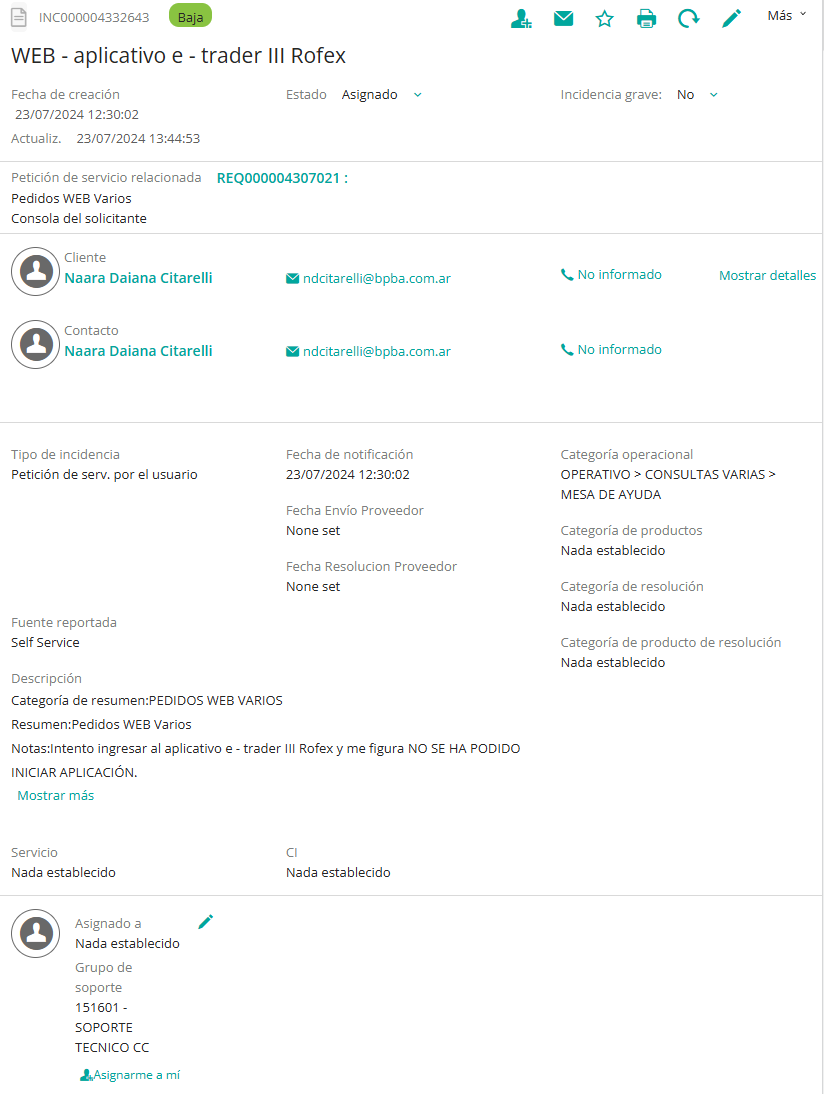 INC000004332643 Baja Más
WEB - aplicativo e - trader III Rofex
Fecha de creación
23/07/2024 12:30:02
Estado Asignado
Incidencia grave: No
Actualiz. 23/07/2024 13:44:53
Petición de servicio relacionada REQ000004307021 :
Pedidos WEB Varios
Consola del solicitante
Cliente
Naara Daiana Citarelli ndcitarelli@bpba.com.ar No informado Mostrar detalles
Contacto
Naara Daiana Citarelli ndcitarelli@bpba.com.ar No informado
Tipo de incidencia
Petición de serv. por el usuario
Fecha de notificación
23/07/2024 12:30:02
Fecha Envío Proveedor
None set
Fecha Resolucion Proveedor
None set
Categoría operacional
OPERATIVO > CONSULTAS VARIAS >
MESA DE AYUDA
Categoría de productos
Nada establecido
Categoría de resolución
Nada establecido
Categoría de producto de resolución
Nada establecido
Fuente reportada
Self Service
Descripción
Categoría de resumen:PEDIDOS WEB VARIOS
Resumen:Pedidos WEB Varios
Notas:Intento ingresar al aplicativo e - trader III Rofex y me figura NO SE HA PODIDO
INICIAR APLICACIÓN.
Mostrar más
Servicio
Nada establecido
CI
Nada establecido
Asignado a
Nada establecido
Grupo de
soporte
151601 -
SOPORTE
TECNICO CC
Asignarme a mí